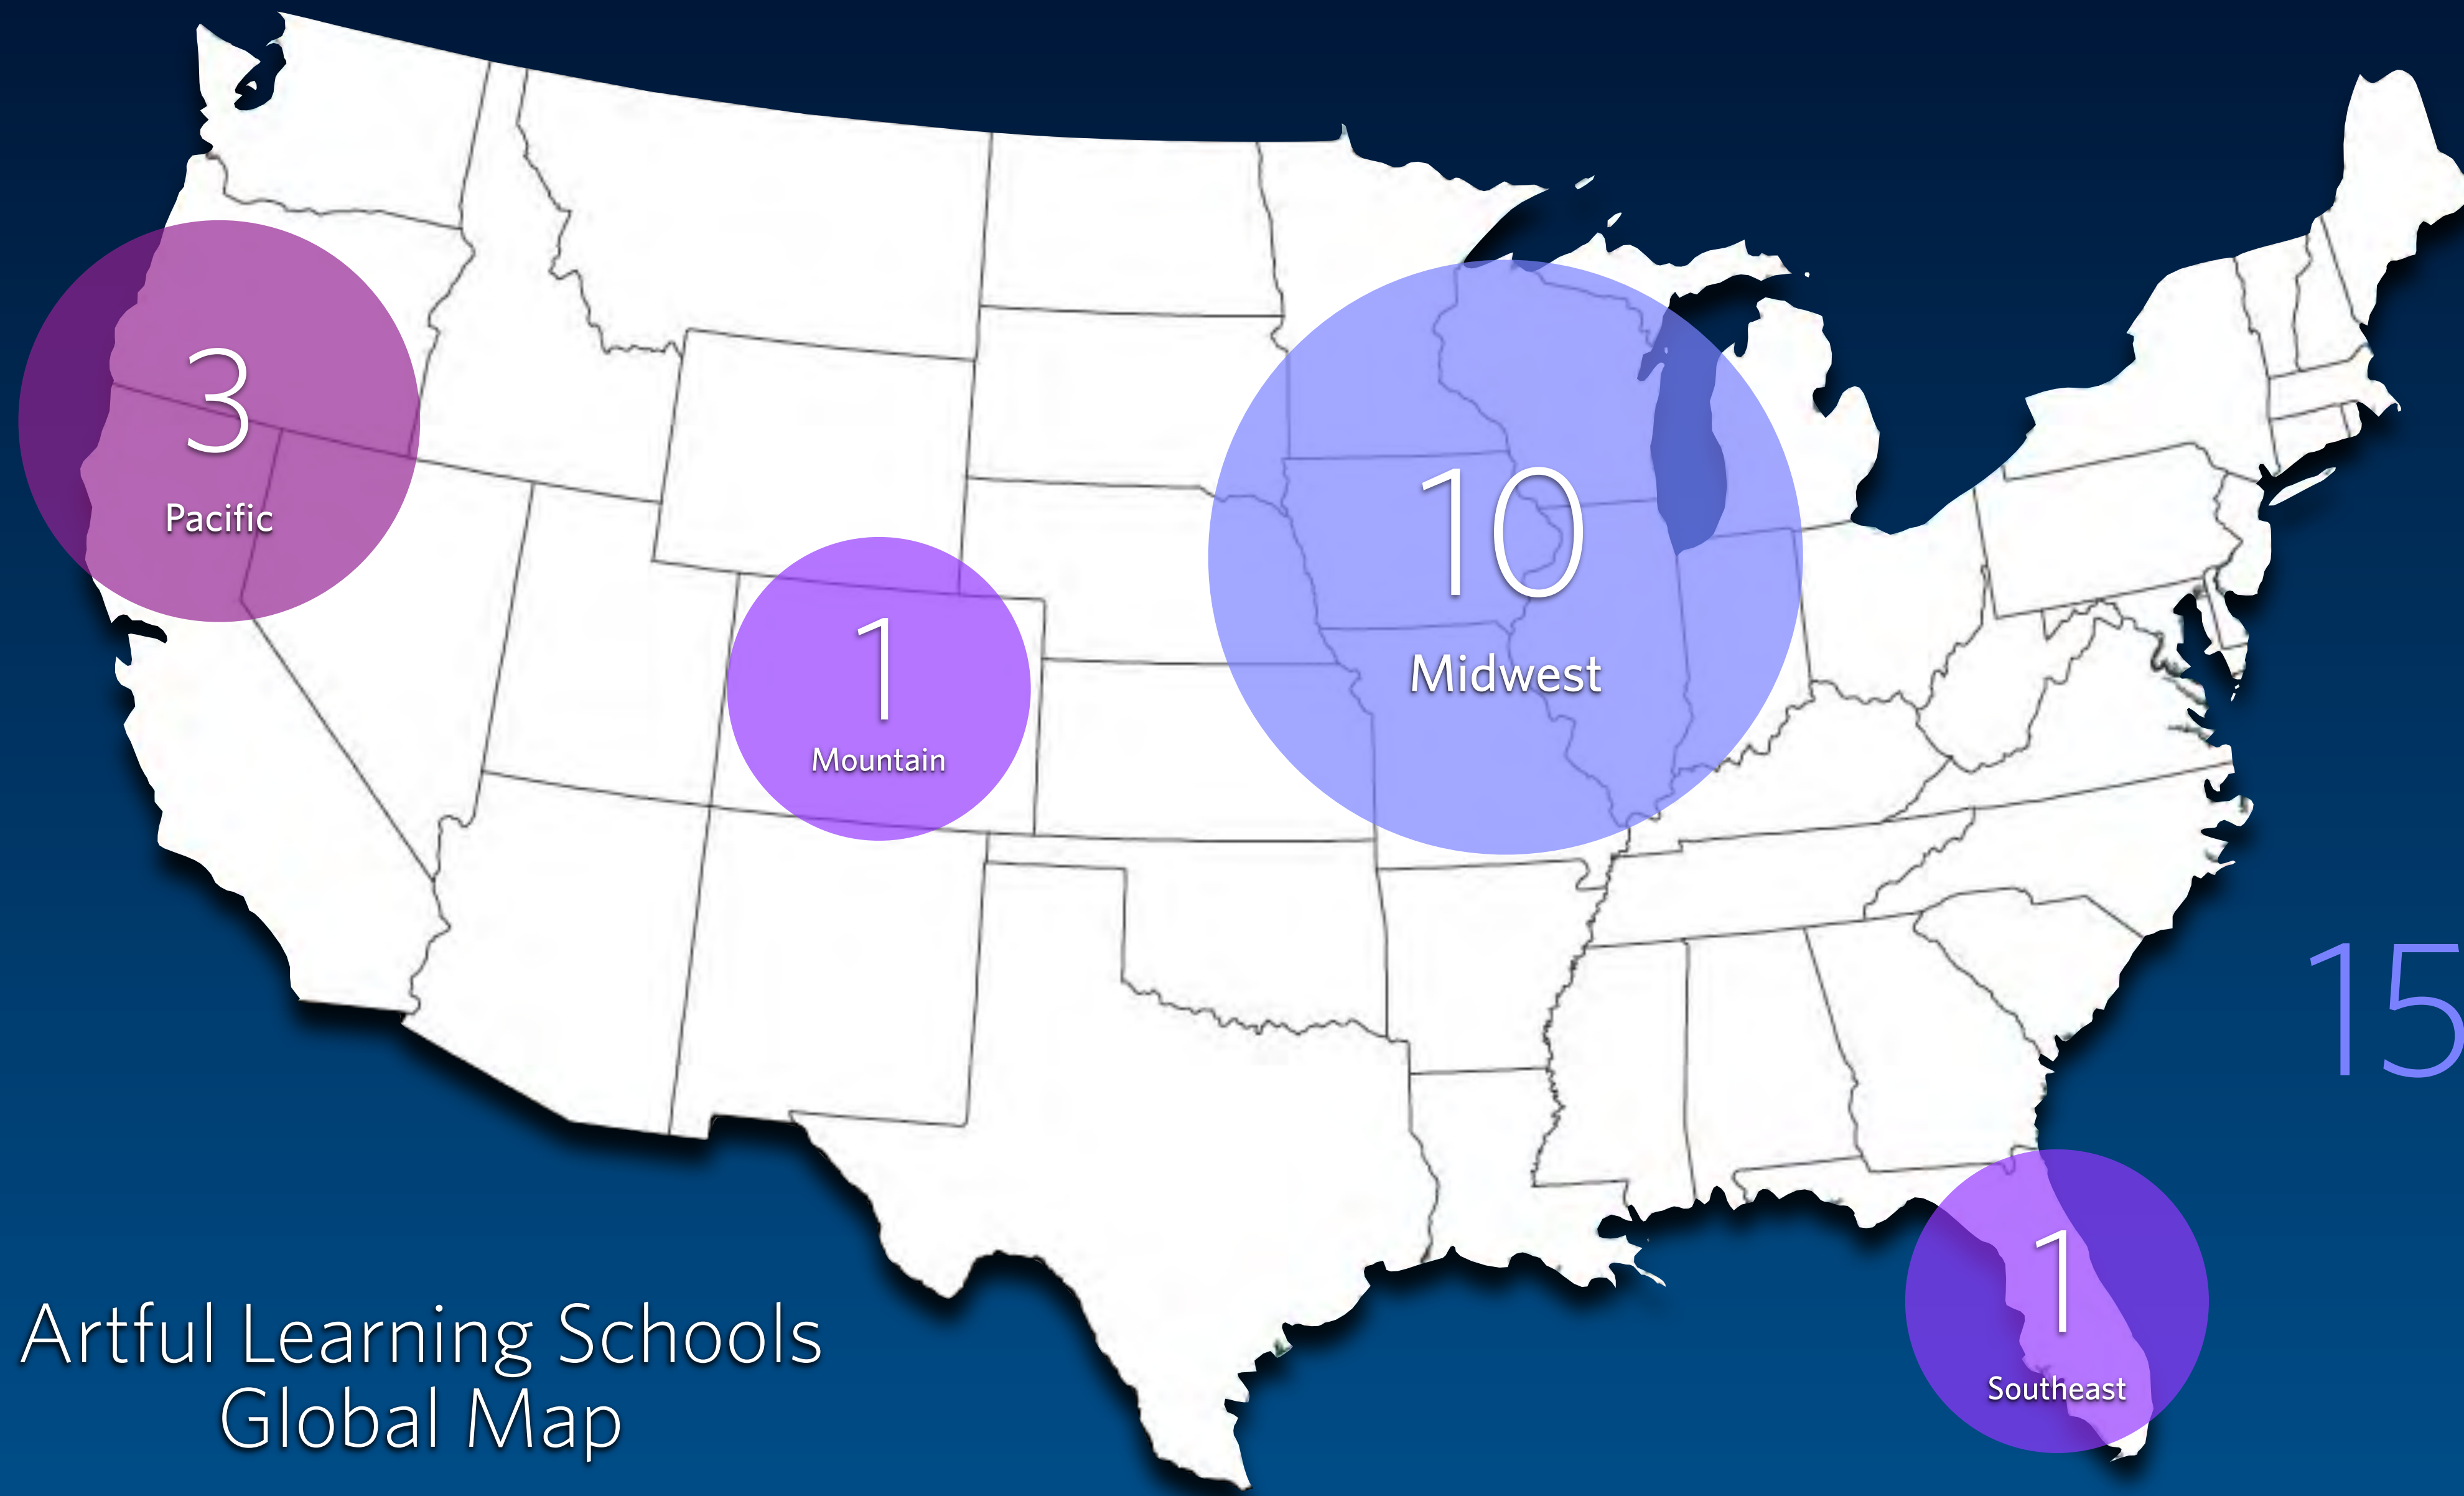 3
Pacific
10
Midwest
1
Mountain
15
1
Southeast
Artful Learning Schools
Global Map